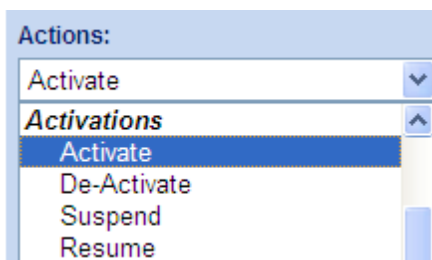 Actions:
Activate
Activations
Activate
De-Activate
Suspend
Resume